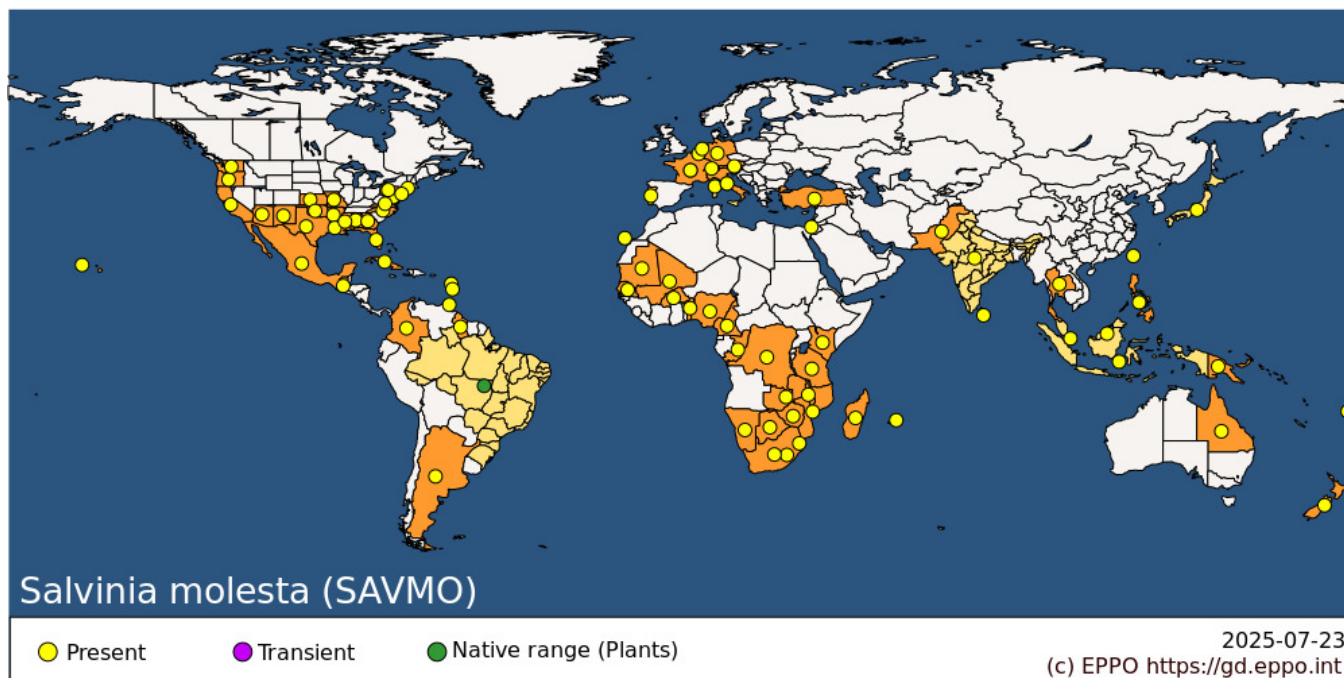 Salvinia molesta (SAVMO)
Present
Transient
Native range (Plants)
2025-07-23
(c) EPPO https://gd.eppo.int